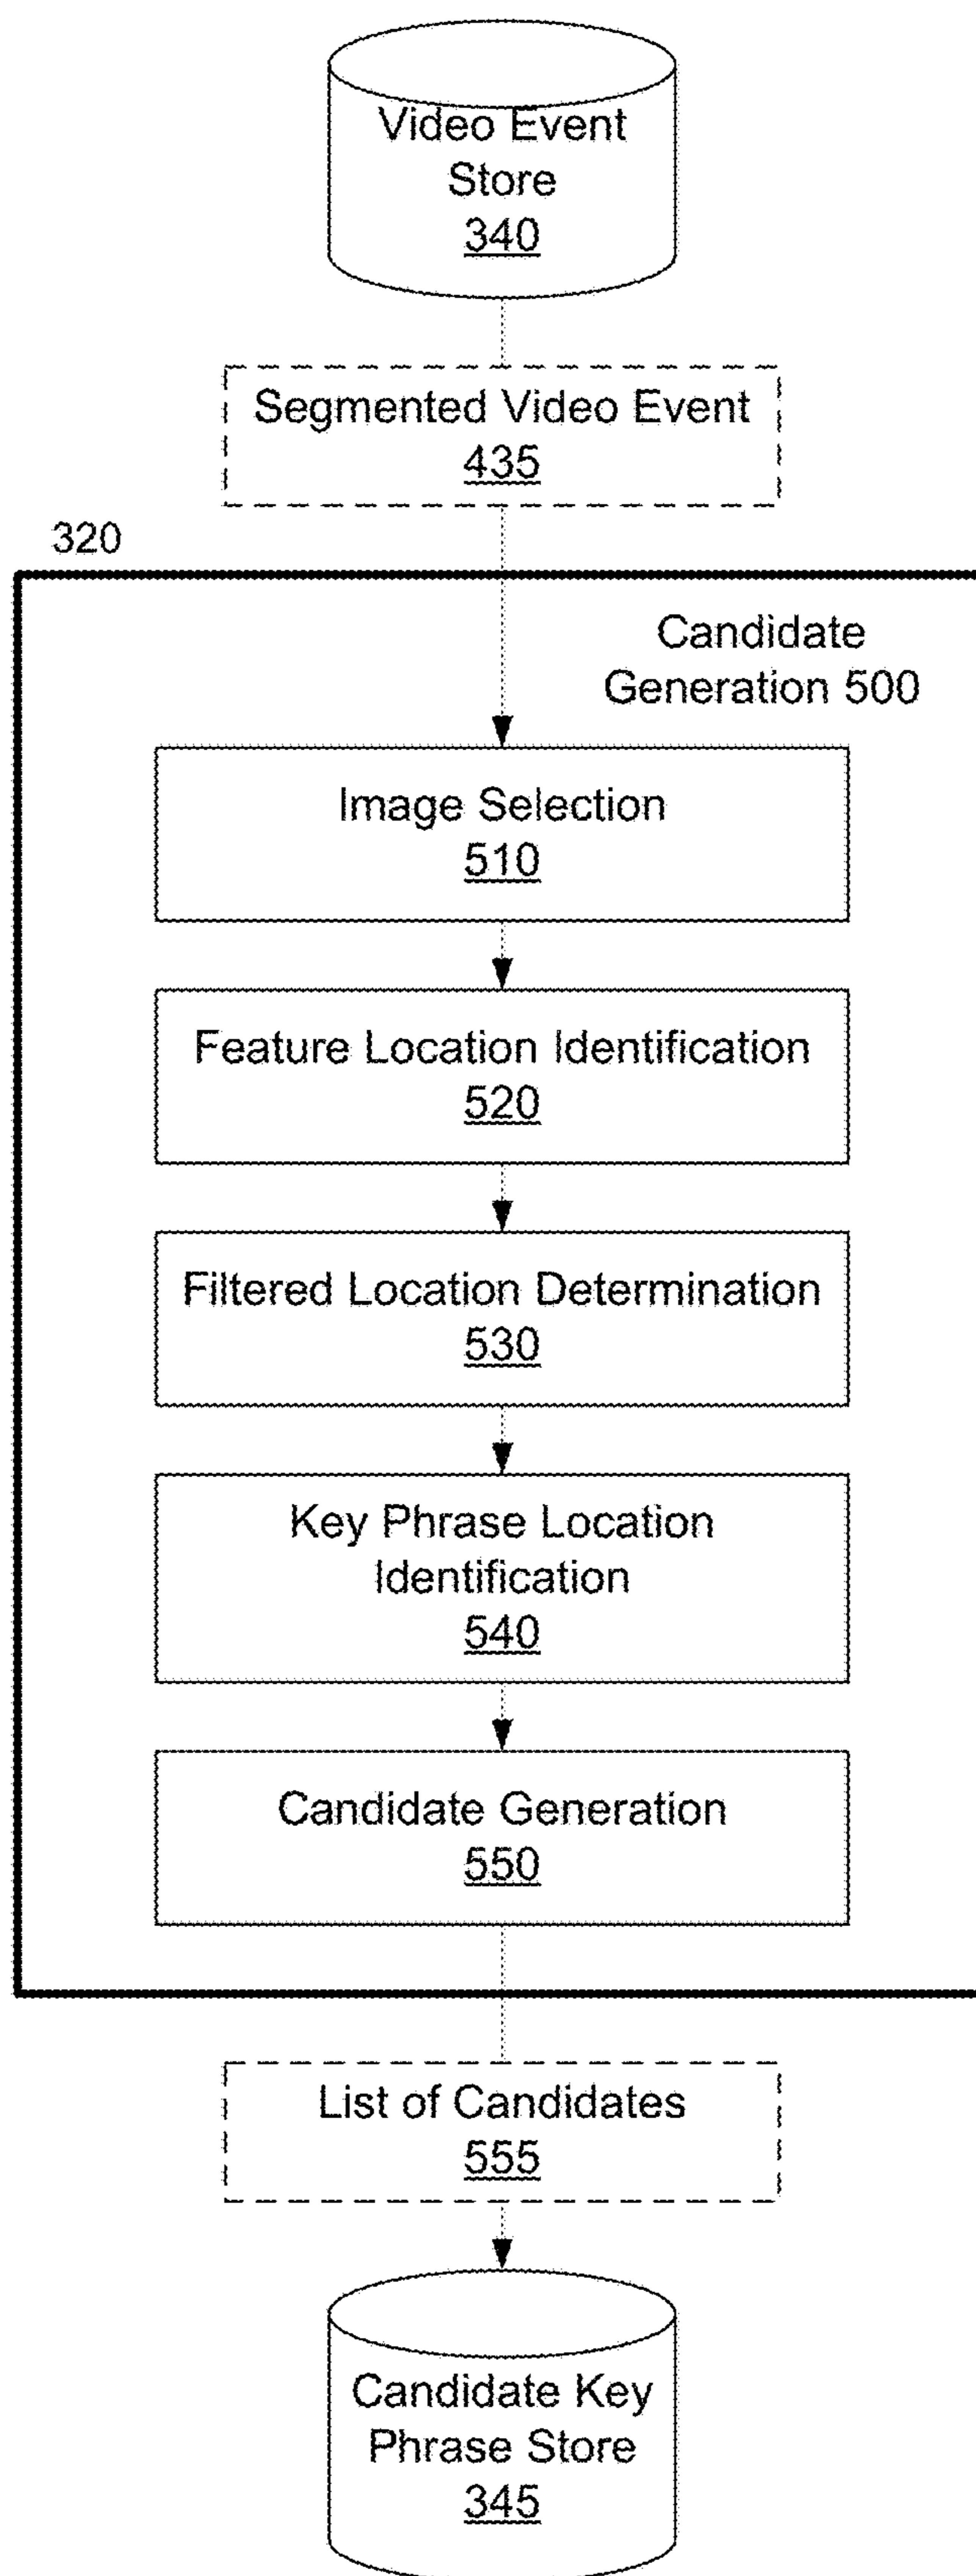 Video Event
Store
340
Segmented Video Event
435
320
Candidate
Generation 500
Image Selection
510
Feature Location Identification
520
Filtered Location Determination
530
Key Phrase Location
Identification
540
Candidate Generation
550
List of Candidates
555
Candidate Key
Phrase Store
345